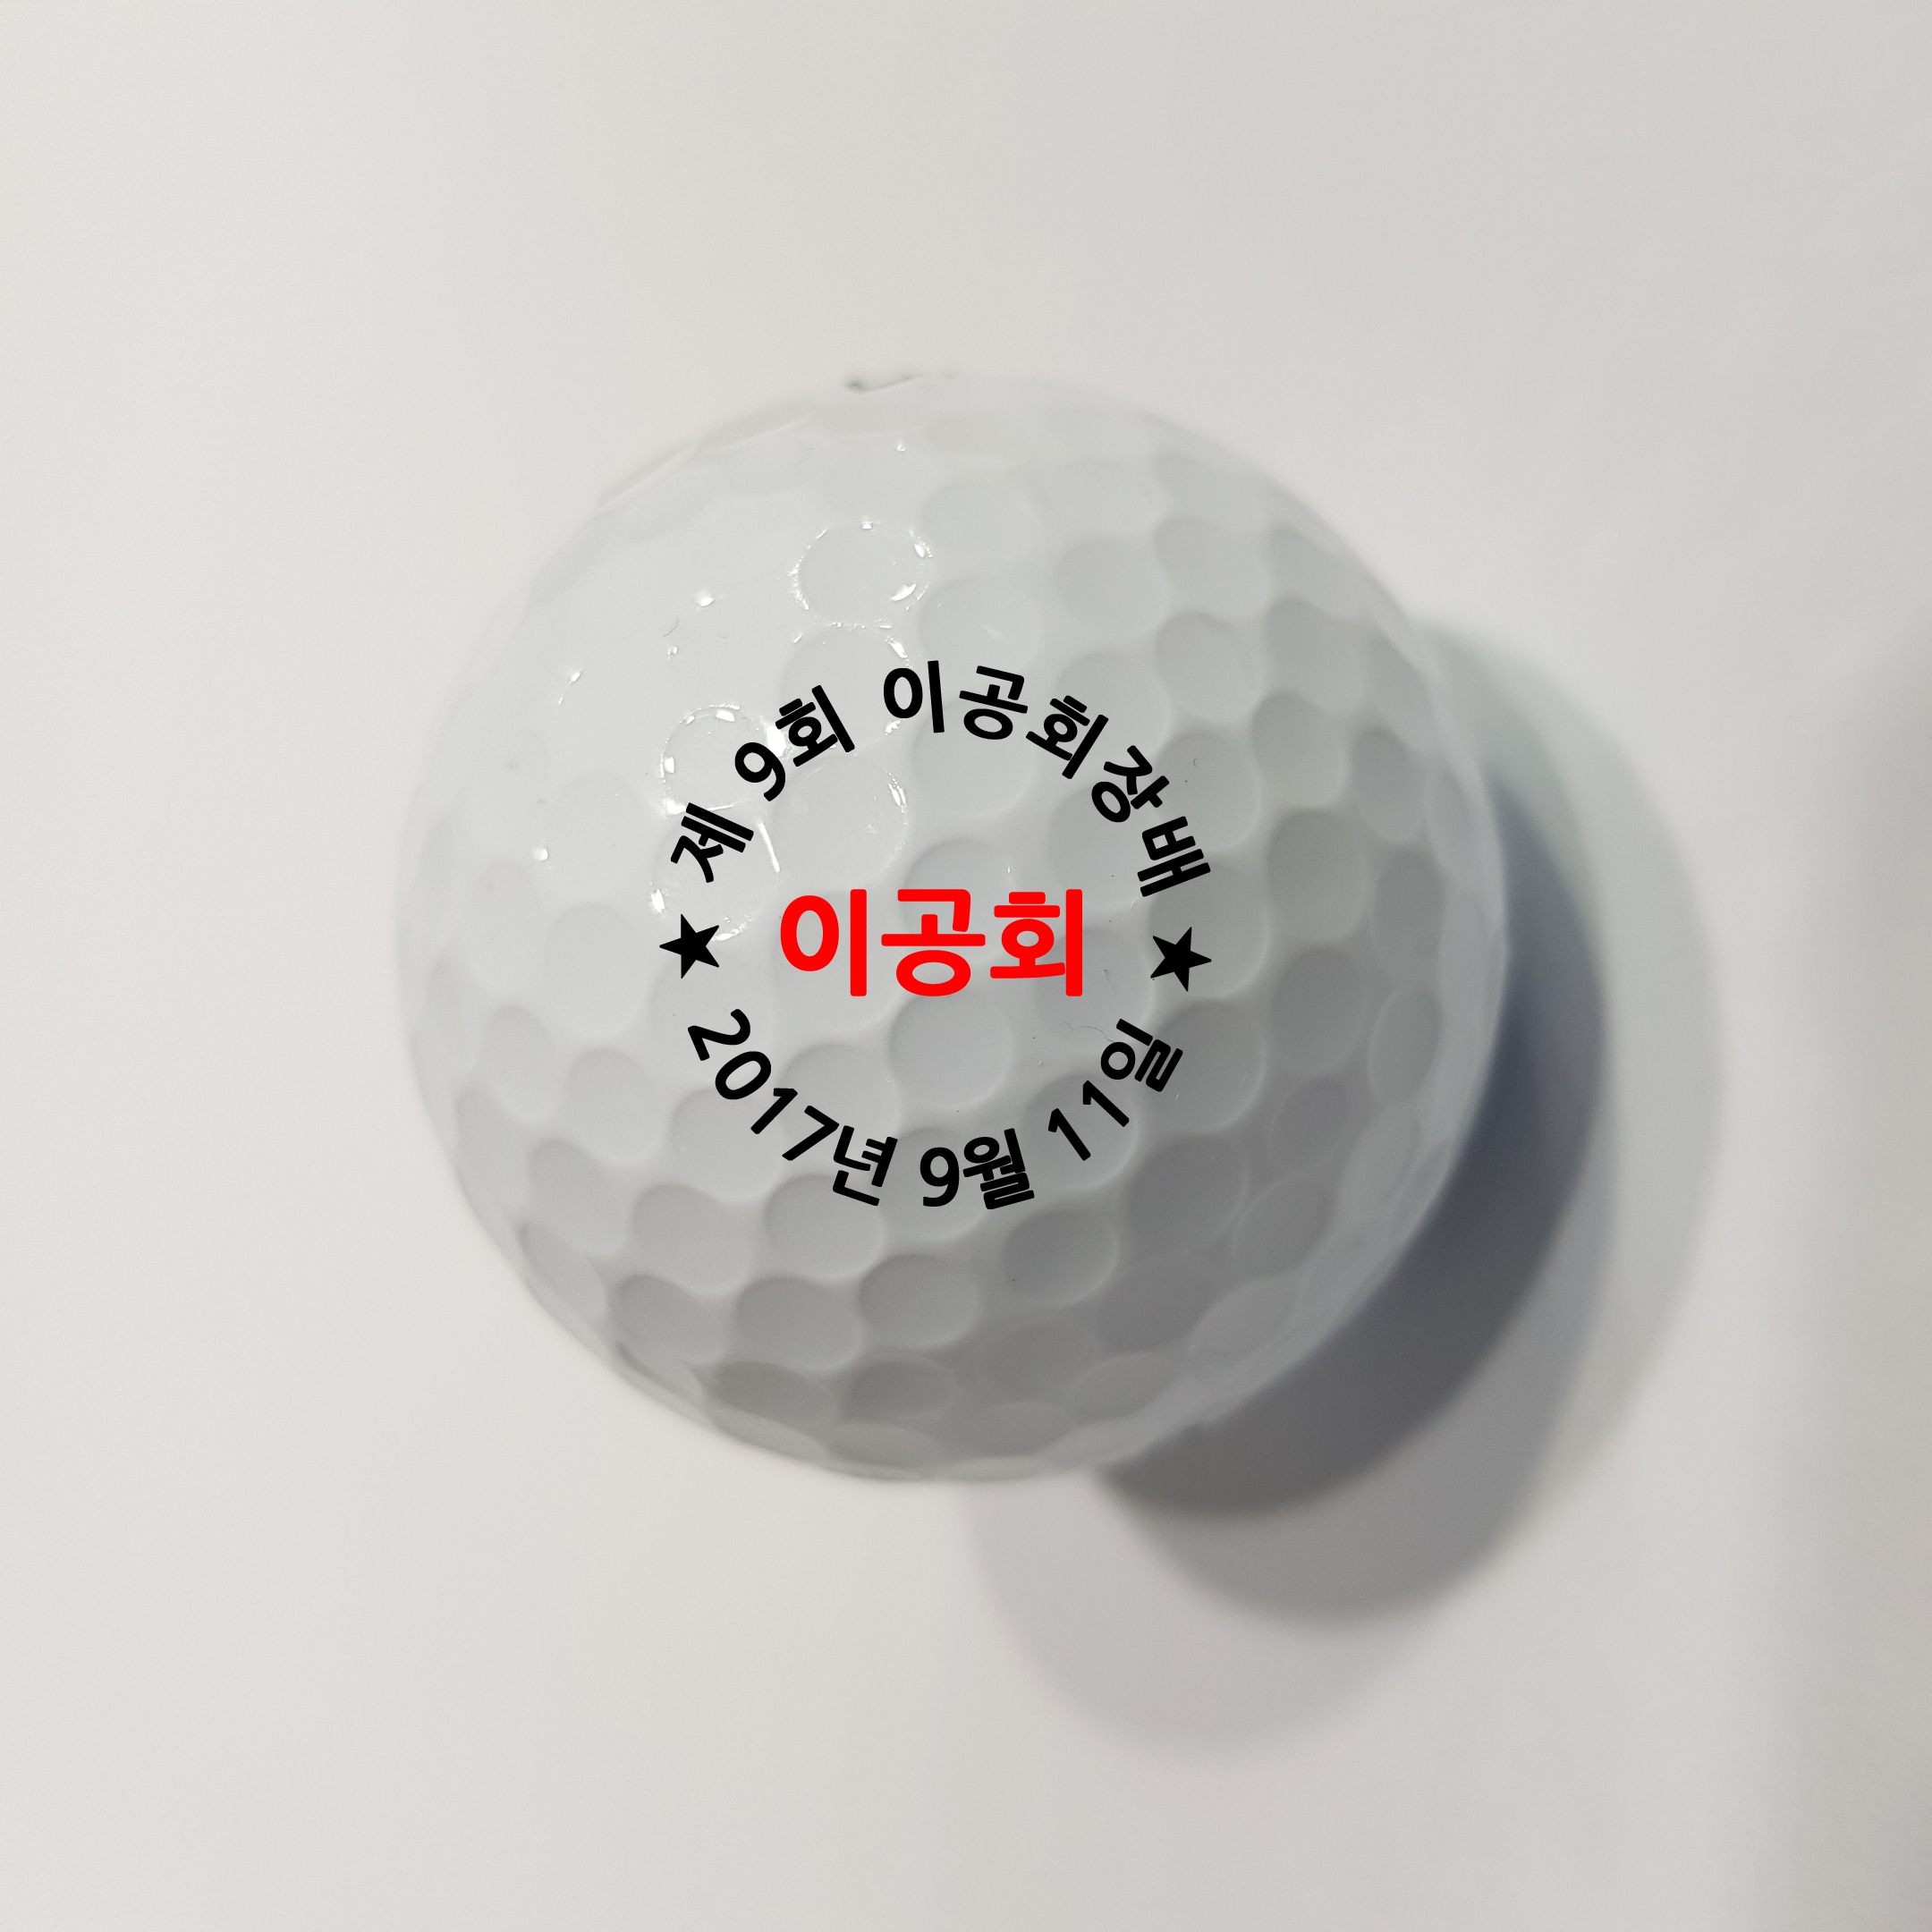 제 9회 이공회장배
이공회
★ ★
2017년 9월 11일